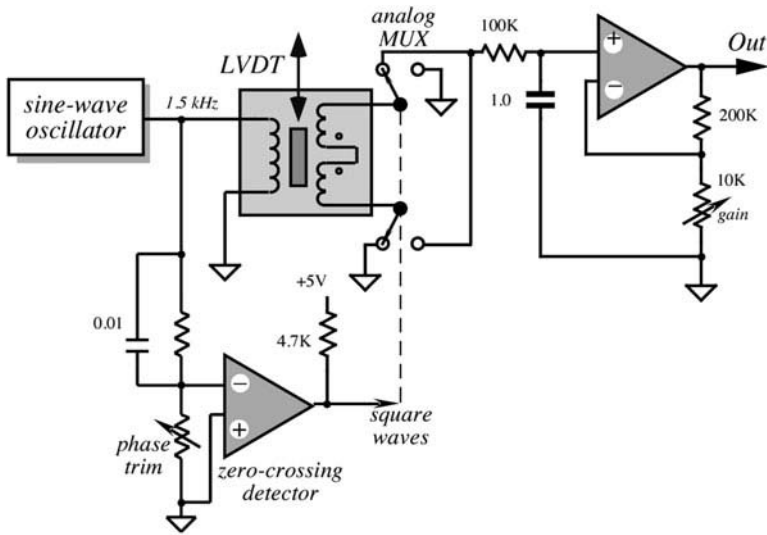 analog
MUX
100K
Out
LVDT
sine-wave
oscillator
1.5 kHz
1.0
+
−
200K
10K
gain
+5V
0.01
4.7K
−
+
phase
trim
square
waves
zero-crossing
detector